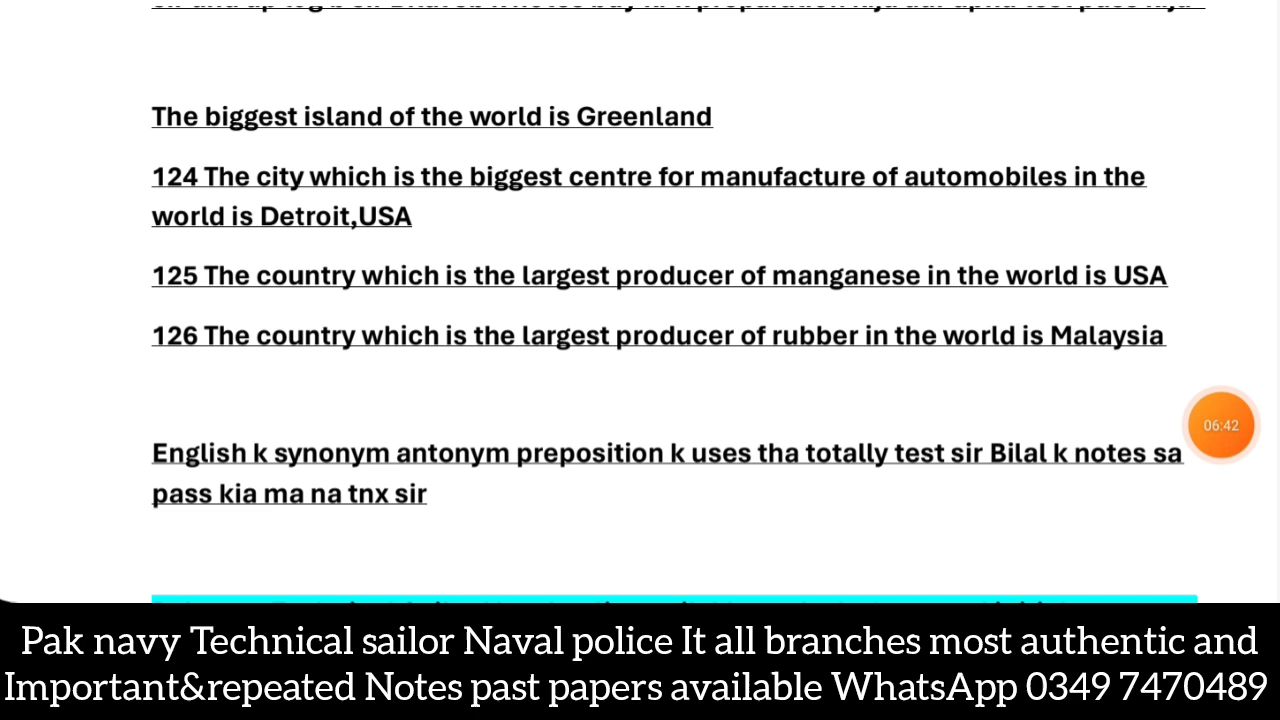 The biggest island of the world is Greenland
124 The city which is the biggest centre for manufacture of automobiles in the
world is Detroit,USA
125 The country which is the largest producer of manganese in the world is USA
126 The country which is the largest producer of rubber in the world is Malaysia
06:42
English k synonym antonym preposition k uses tha totally test sir Bilal k notes sa
pass kia ma na tnx sir
Pak navy Technical sailor Naval police It all branches most authentic and
Important&repeated Notes past papers available WhatsApp 0349 7470489